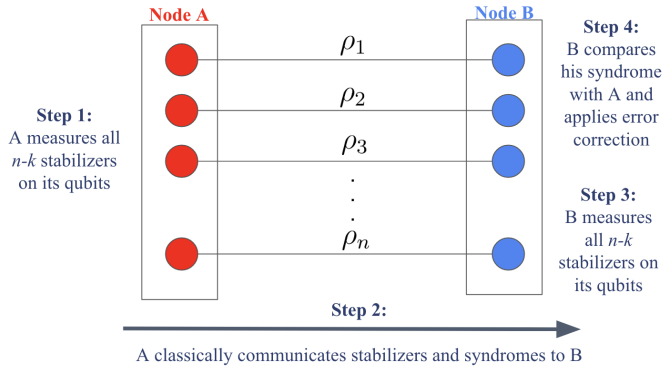 Node A
Node B
Step 1:
A measures all
n-k stabilizers
on its qubits
ρ1
ρ2
ρ3
.
.
.
ρn
Step 4:
B compares
his syndrome
with A and
applies error
correction
Step 3:
B measures
all n-k
stabilizers on
its qubits
Step 2:
A classically communicates stabilizers and syndromes to B